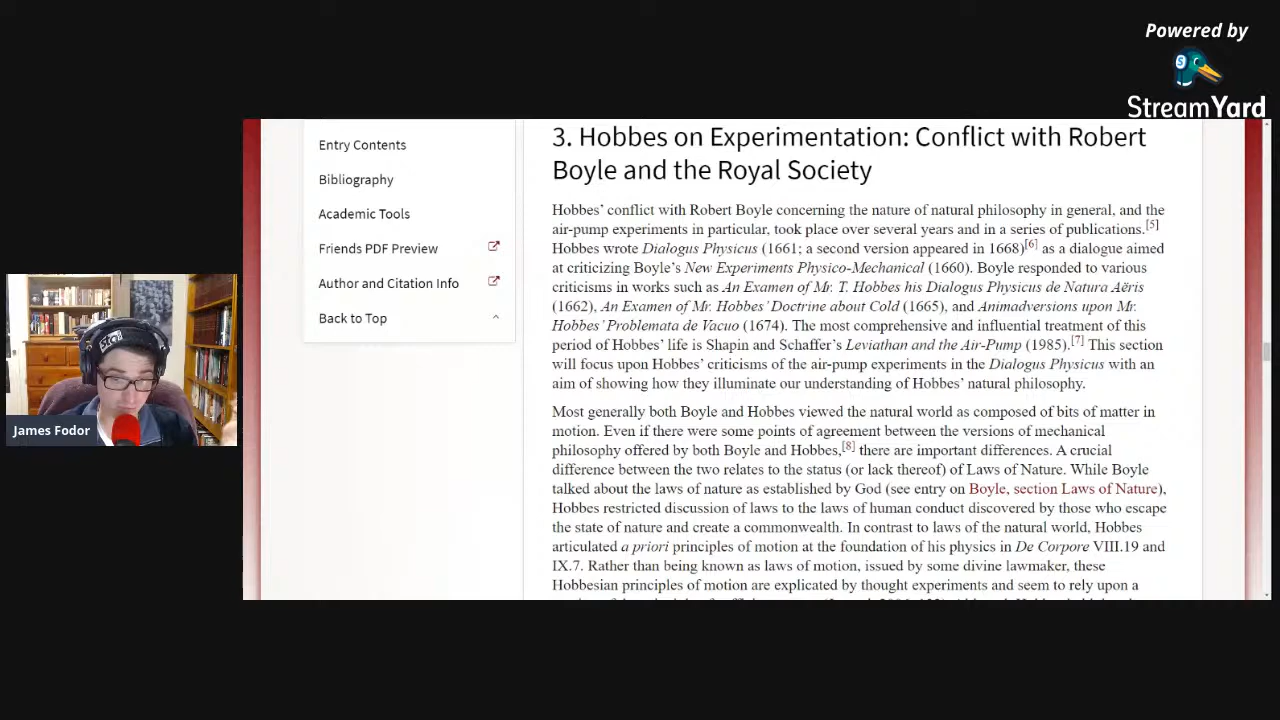 Powered by
StreamYard
Entry Contents
Bibliography
Academic Tools
Friends PDF Preview
Author and Citation Info
Back to Top
3. Hobbes on Experimentation: Conflict with Robert
Boyle and the Royal Society
Hobbes’ conflict with Robert Boyle concerning the nature of natural philosophy in general, and the
air-pump experiments in particular, took place over several years and in a series of publications.[5]
Hobbes wrote Dialogus Physicus (1661; a second version appeared in 1668)[6] as a dialogue aimed
at criticizing Boyle’s New Experiments Physico-Mechanical (1660). Boyle responded to various
criticisms in works such as An Examen of Mr. T. Hobbes his Dialogus Physicus de Natura Aëris
(1662), An Examen of Mr. Hobbes’ Doctrine about Cold (1665), and Animadversions upon Mr.
Hobbes’ Problemata de Vacuo (1674). The most comprehensive and influential treatment of this
period of Hobbes’ life is Shapin and Schaffer’s Leviathan and the Air-Pump (1985).[7] This section
will focus upon Hobbes’ criticisms of the air-pump experiments in the Dialogus Physicus with an
aim of showing how they illuminate our understanding of Hobbes’ natural philosophy.
Most generally both Boyle and Hobbes viewed the natural world as composed of bits of matter in
motion. Even if there were some points of agreement between the versions of mechanical
philosophy offered by both Boyle and Hobbes,[8] there are important differences. A crucial
difference between the two relates to the status (or lack thereof) of Laws of Nature. While Boyle
talked about the laws of nature as established by God (see entry on Boyle, section Laws of Nature),
Hobbes restricted discussion of laws to the laws of human conduct discovered by those who escape
the state of nature and create a commonwealth. In contrast to laws of the natural world, Hobbes
articulated a priori principles of motion at the foundation of his physics in De Corpore VIII.19 and
IX.7. Rather than being known as laws of motion, issued by some divine lawmaker, these
Hobbesian principles of motion are explicated by thought experiments and seem to rely upon a
James Fodor